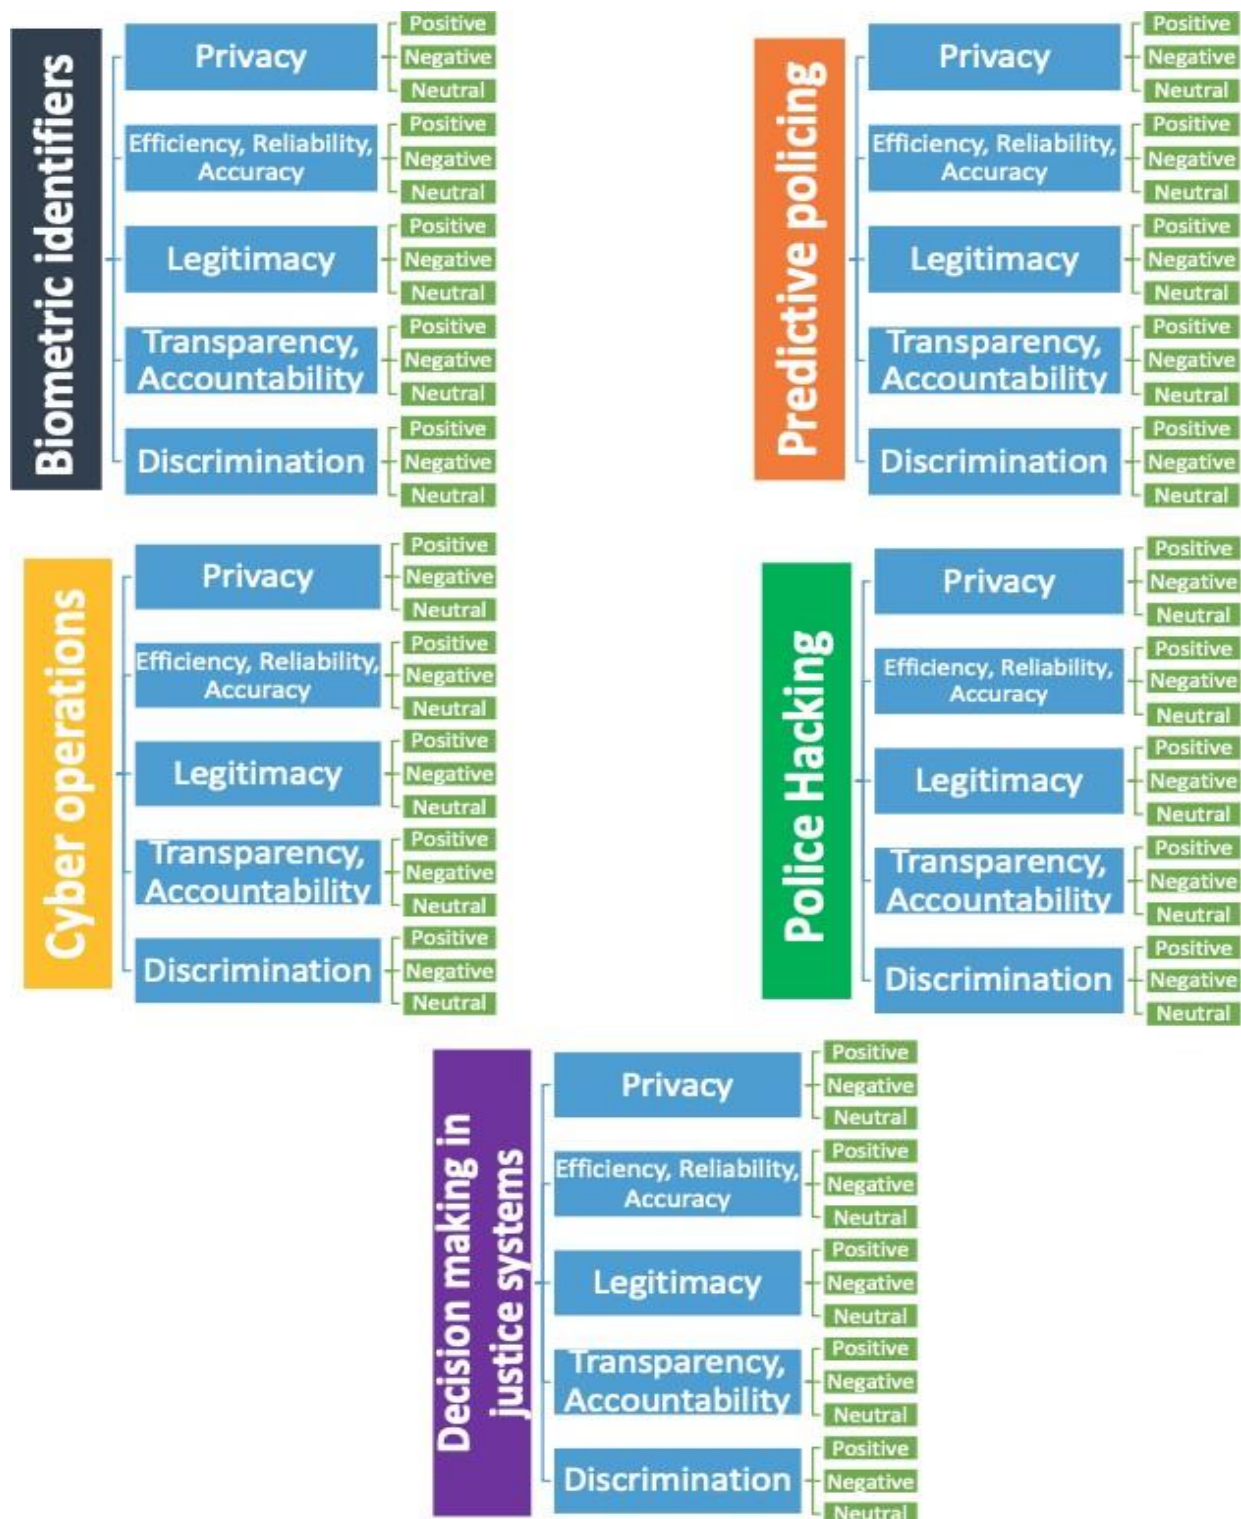 Biometric identifiers
Privacy
Positive
Negative
Neutral
Efficiency, Reliability,
Accuracy
Positive
Negative
Neutral
Legitimacy
Positive
Negative
Neutral
Transparency,
Accountability
Positive
Negative
Neutral
Discrimination
Positive
Negative
Neutral
Predictive policing
Privacy
Positive
Negative
Neutral
Efficiency, Reliability,
Accuracy
Positive
Negative
Neutral
Legitimacy
Positive
Negative
Neutral
Transparency,
Accountability
Positive
Negative
Neutral
Discrimination
Positive
Negative
Neutral
Cyber operations
Privacy
Positive
Negative
Neutral
Efficiency, Reliability,
Accuracy
Positive
Negative
Neutral
Legitimacy
Positive
Negative
Neutral
Transparency,
Accountability
Positive
Negative
Neutral
Discrimination
Positive
Negative
Neutral
Police Hacking
Privacy
Positive
Negative
Neutral
Efficiency, Reliability,
Accuracy
Positive
Negative
Neutral
Legitimacy
Positive
Negative
Neutral
Transparency,
Accountability
Positive
Negative
Neutral
Discrimination
Positive
Negative
Neutral
Decision making in
justice systems
Privacy
Positive
Negative
Neutral
Efficiency, Reliability,
Accuracy
Positive
Negative
Neutral
Legitimacy
Positive
Negative
Neutral
Transparency,
Accountability
Positive
Negative
Neutral
Discrimination
Positive
Negative
Neutral